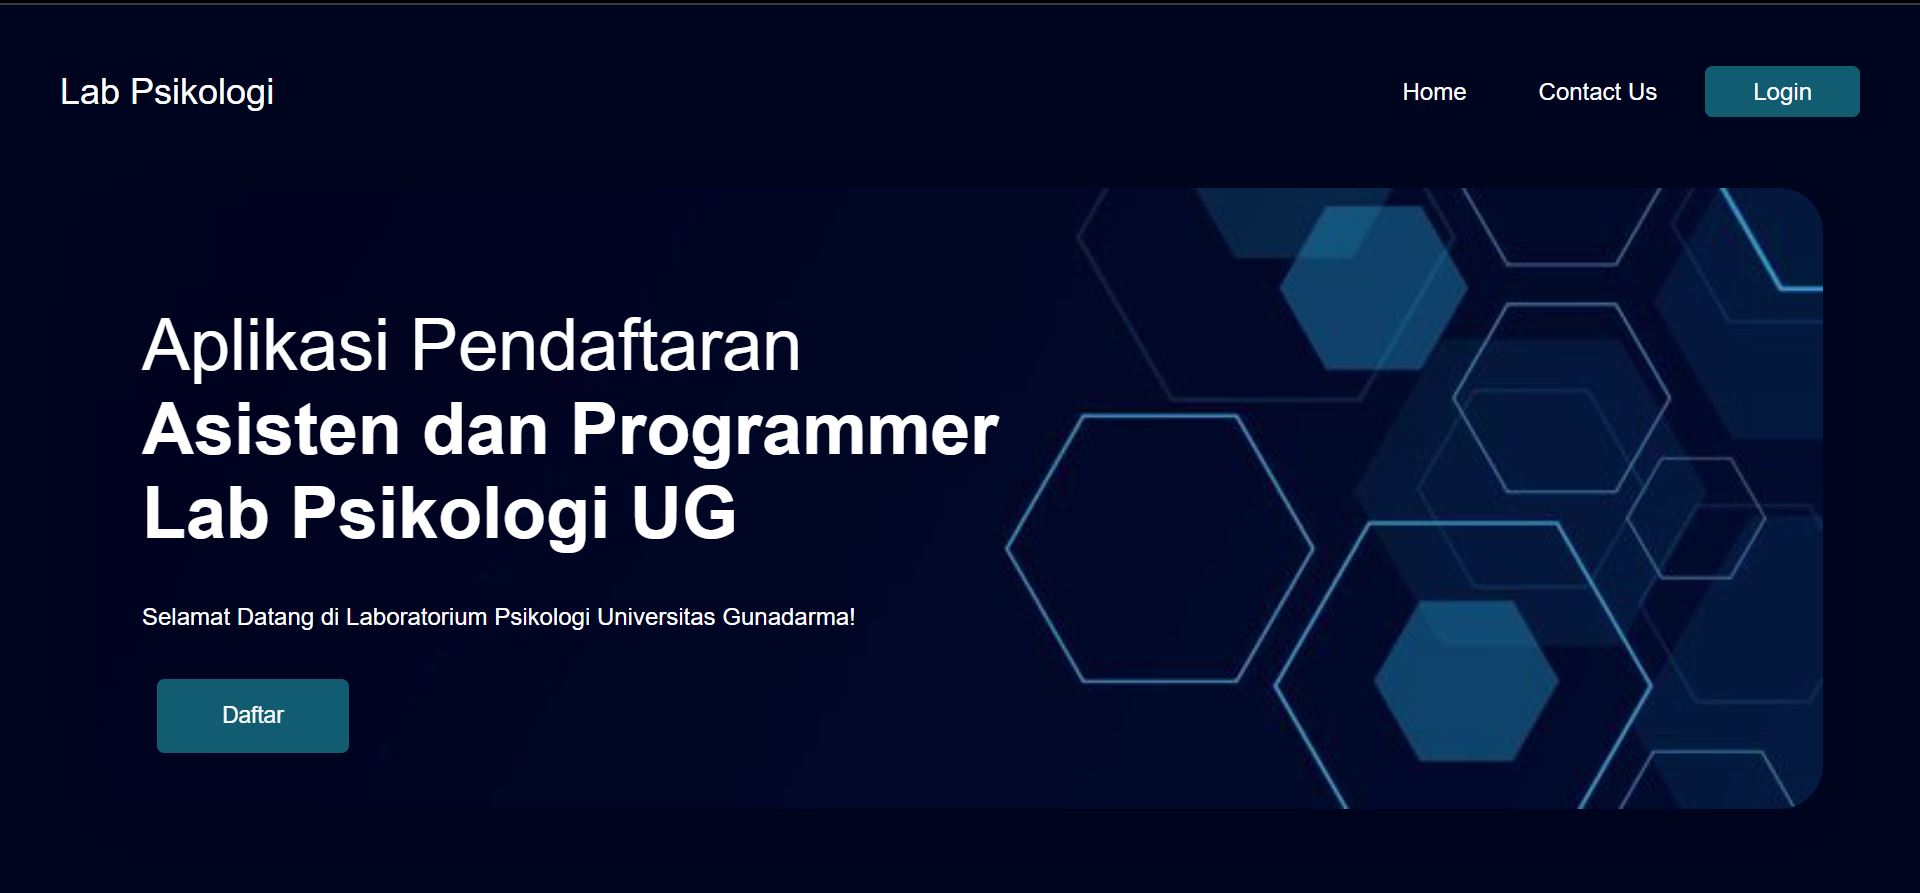 Lab Psikologi
Home
Contact Us
Login
Aplikasi Pendaftaran
Asisten dan Programmer
Lab Psikologi UG
Selamat Datang di Laboratorium Psikologi Universitas Gunadarma!
Daftar